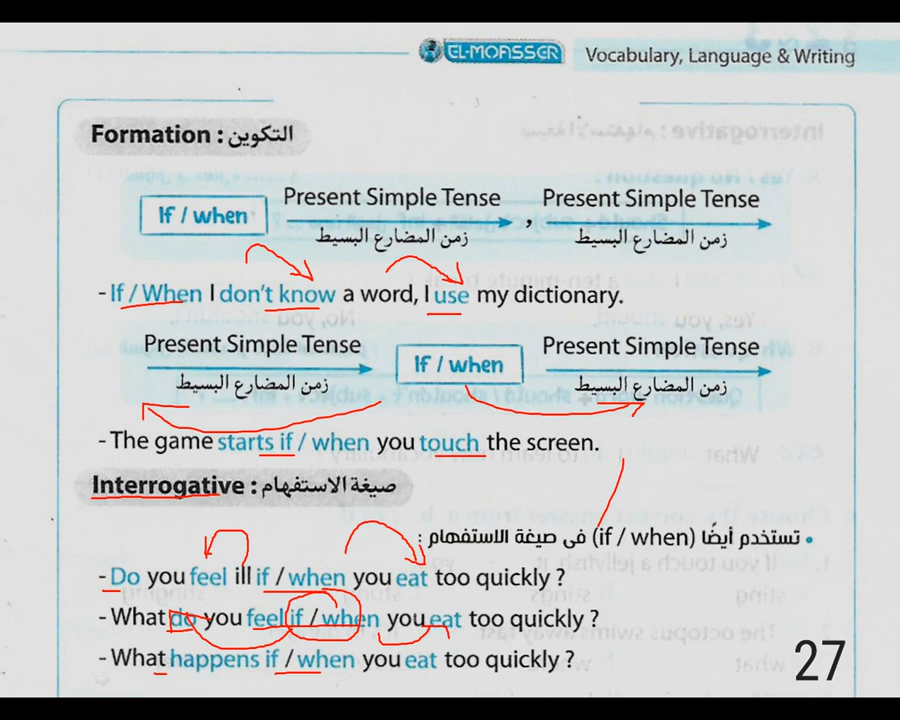 EL-MOASSER Vocabulary, Language & Writing
Formation : التكوين
If / when Present Simple Tense , Present Simple Tense
زمن المضارع البسيط زمن المضارع البسيط
- If / When I don't know a word, I use my dictionary.
Present Simple Tense If / when Present Simple Tense
زمن المضارع البسيط زمن المضارع البسيط
- The game starts if / when you touch the screen.
Interrogative : صيغة الاستفهام
• تستخدم أيضًا (if / when) فى صيغة الاستفهام :
- Do you feel ill if / when you eat too quickly ?
- What do you feel if / when you eat too quickly ?
- What happens if / when you eat too quickly ?
27